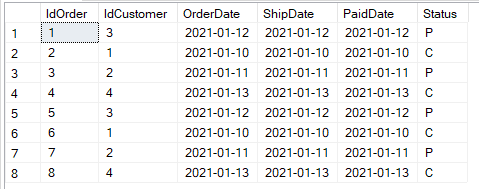 IdOrder IdCustomer OrderDate ShipDate PaidDate Status
1 1 3 2021-01-12 2021-01-12 2021-01-12 P
2 2 1 2021-01-10 2021-01-10 2021-01-10 C
3 3 2 2021-01-11 2021-01-11 2021-01-11 P
4 4 4 2021-01-13 2021-01-13 2021-01-13 C
5 5 3 2021-01-12 2021-01-12 2021-01-12 P
6 6 1 2021-01-10 2021-01-10 2021-01-10 C
7 7 2 2021-01-11 2021-01-11 2021-01-11 P
8 8 4 2021-01-13 2021-01-13 2021-01-13 C